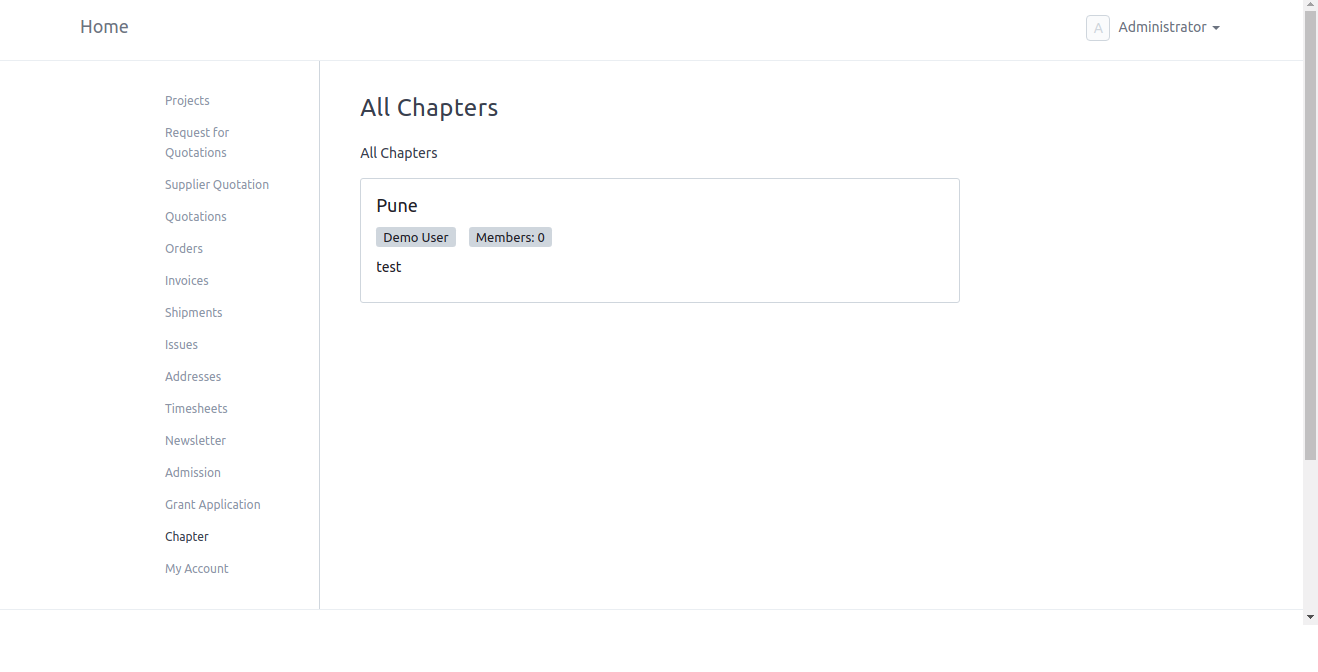 Home
A Administrator
Projects
Request for
Quotations
Supplier Quotation
Quotations
Orders
Invoices
Shipments
Issues
Addresses
Timesheets
Newsletter
Admission
Grant Application
Chapter
My Account
All Chapters
All Chapters
Pune
Demo User Members: 0
test